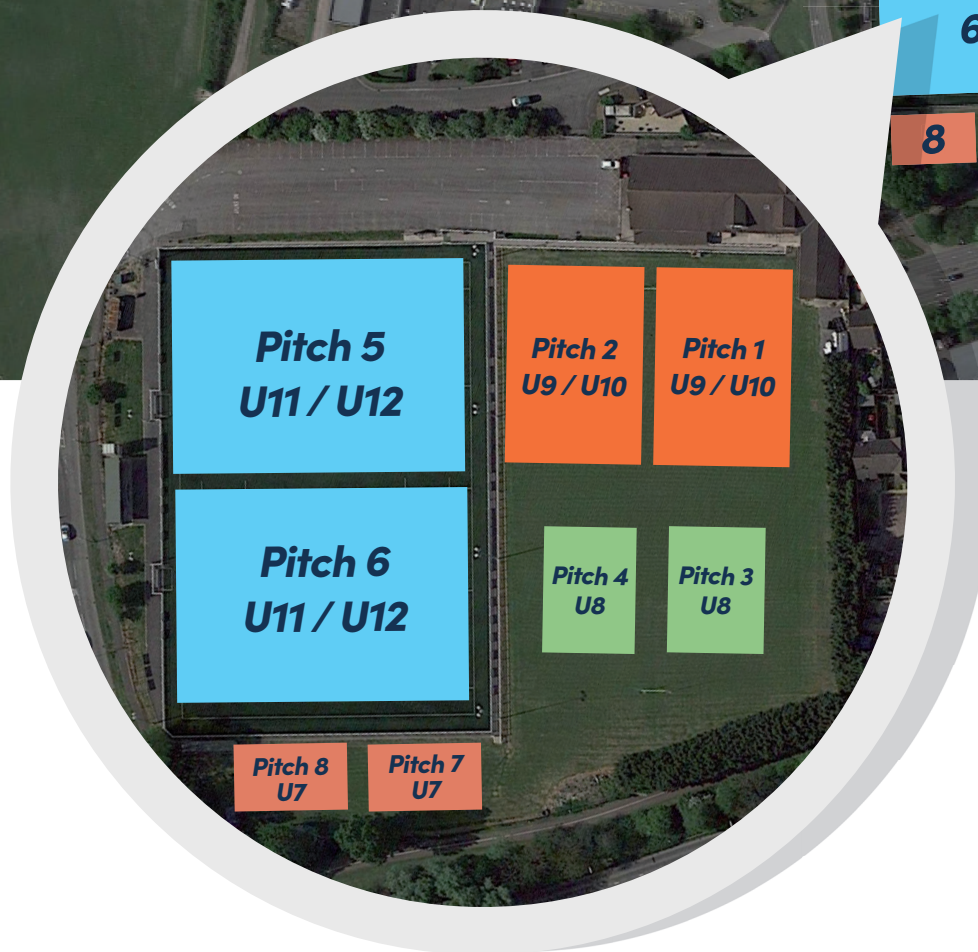 6
8
Pitch 5
U11 / U12
Pitch 2
U9 / U10
Pitch 1
U9 / U10
Pitch 6
U11 / U12
Pitch 4
U8
Pitch 3
U8
Pitch 8
U7
Pitch 7
U7